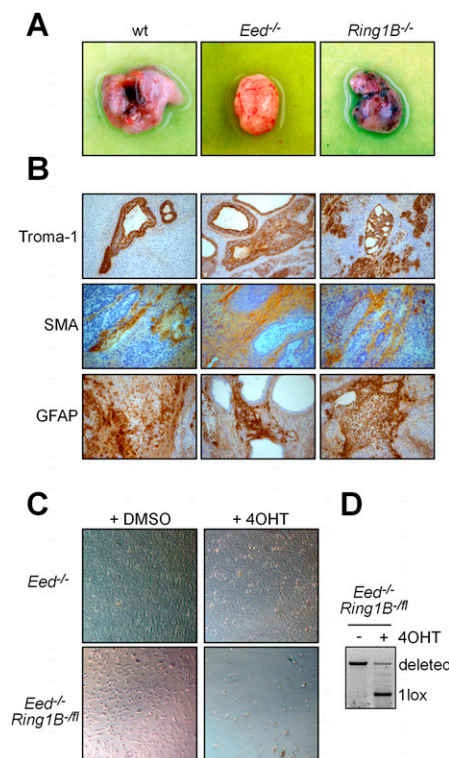 A
wt Eed-/- Ring1B-/-
B
Troma-1
SMA
GFAP
C
+ DMSO + 4OHT
Eed-/-
Eed-/-
Ring1B-/fl
D
Eed-/-
Ring1B-/fl
- + 4OHT
deleted
1lox